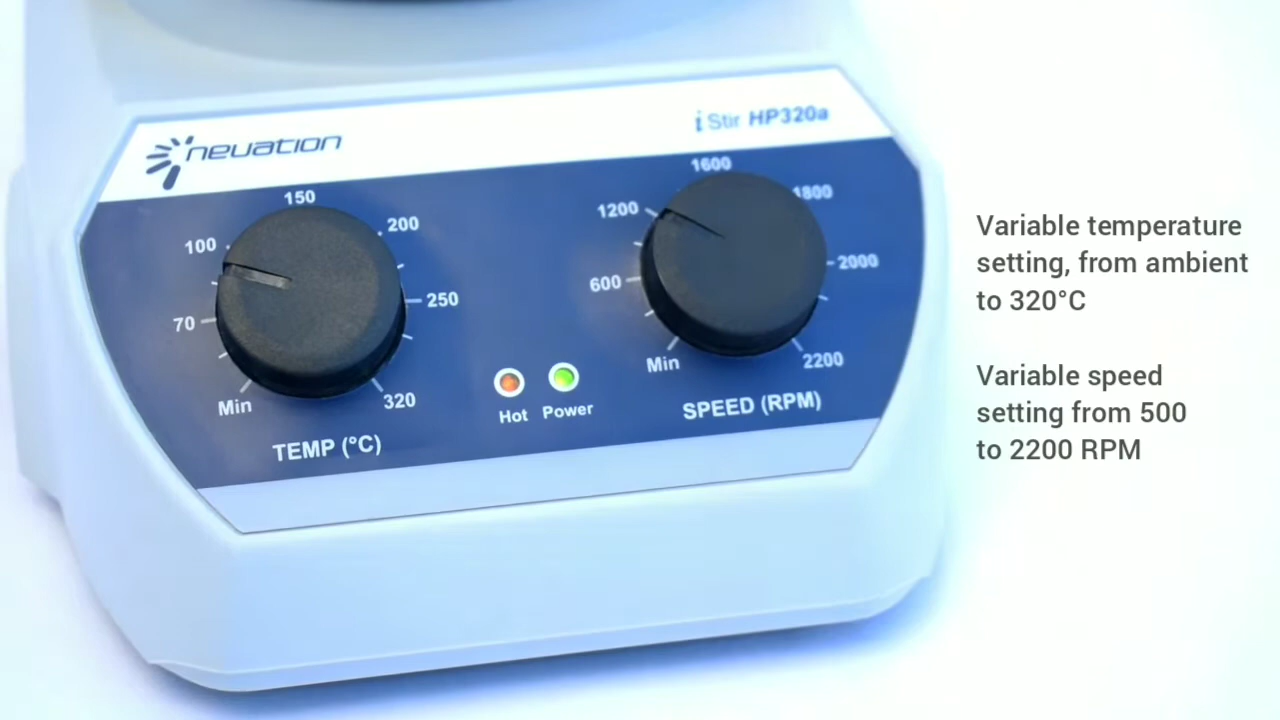 neuation
i Stir HP320a
150
100
200
70
250
Min
320
TEMP (°C)
Hot
Power
1600
1200
1800
600
2000
Min
2200
SPEED (RPM)
Variable temperature
setting, from ambient
to 320°C
Variable speed
setting from 500
to 2200 RPM